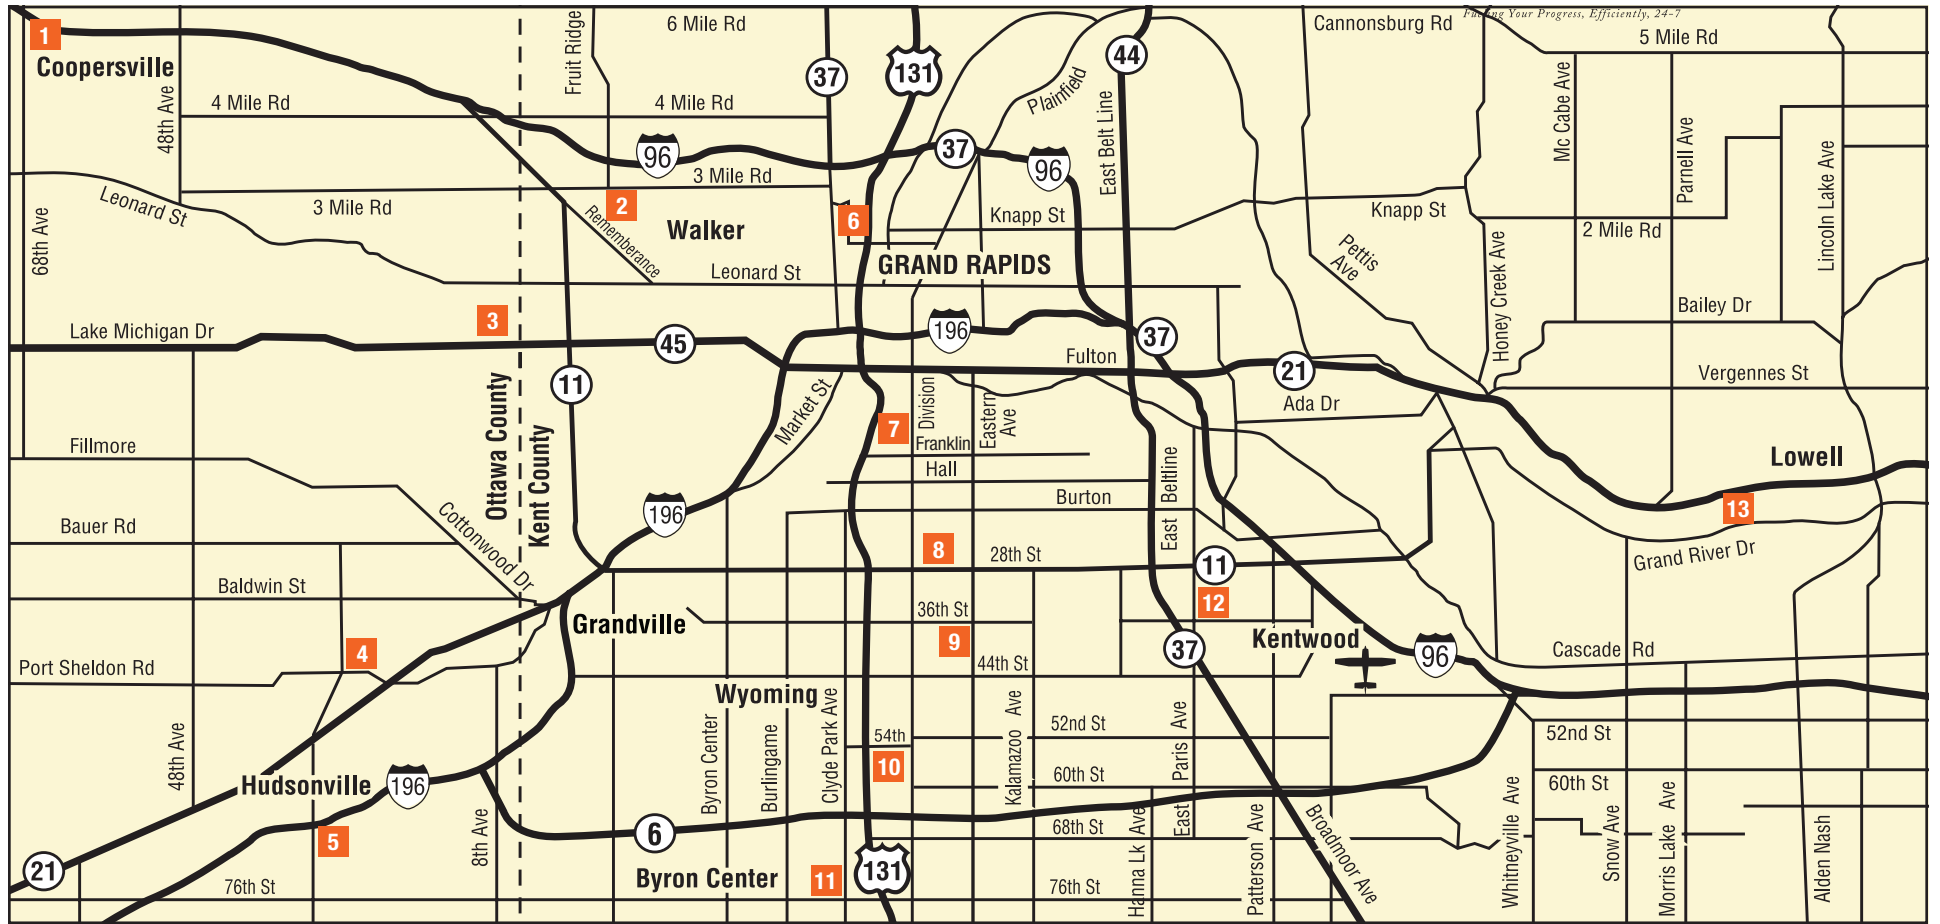 Fueling Your Progress, Efficiently, 24-7
1
Coopersville
48th Ave
4 Mile Rd
Fruit Ridge
6 Mile Rd
4 Mile Rd
37
131
Plainfield
44
East Belt Line
Cannonsburg Rd
5 Mile Rd
Mc Cabe Ave
Parnell Ave
Lincoln Lake Ave
96
37
96
3 Mile Rd
Leonard St
3 Mile Rd
2
Rememberance
Walker
6
Knapp St
Knapp St
2 Mile Rd
68th Ave
Leonard St
GRAND RAPIDS
Pettis
Ave
Honey Creek Ave
Bailey Dr
Lake Michigan Dr
3
45
196
37
Fulton
21
Vergennes St
11
Market St
Division
Eastern
Ave
Ada Dr
Ottawa County
Kent County
7
Franklin
Fillmore
Hall
Lowell
Burton
East Beltline
13
Cottonwood Dr
196
Bauer Rd
8
28th St
11
Grand River Dr
Baldwin St
36th St
12
Grandville
9
Kentwood
37
96
Cascade Rd
4
Port Sheldon Rd
44th St
Wyoming
Clyde Park Ave
Byron Center
Burlingame
Kalamazoo Ave
52nd St
East Paris Ave
52nd St
54th
48th Ave
10
60th St
60th St
Hudsonville
196
Whitneyville Ave
Snow Ave
Morris Lake Ave
Alden Nash
5
8th Ave
6
68th St
Hanna Lk Ave
Patterson Ave
Broadmoor Ave
21
76th St
Byron Center
11
131
76th St